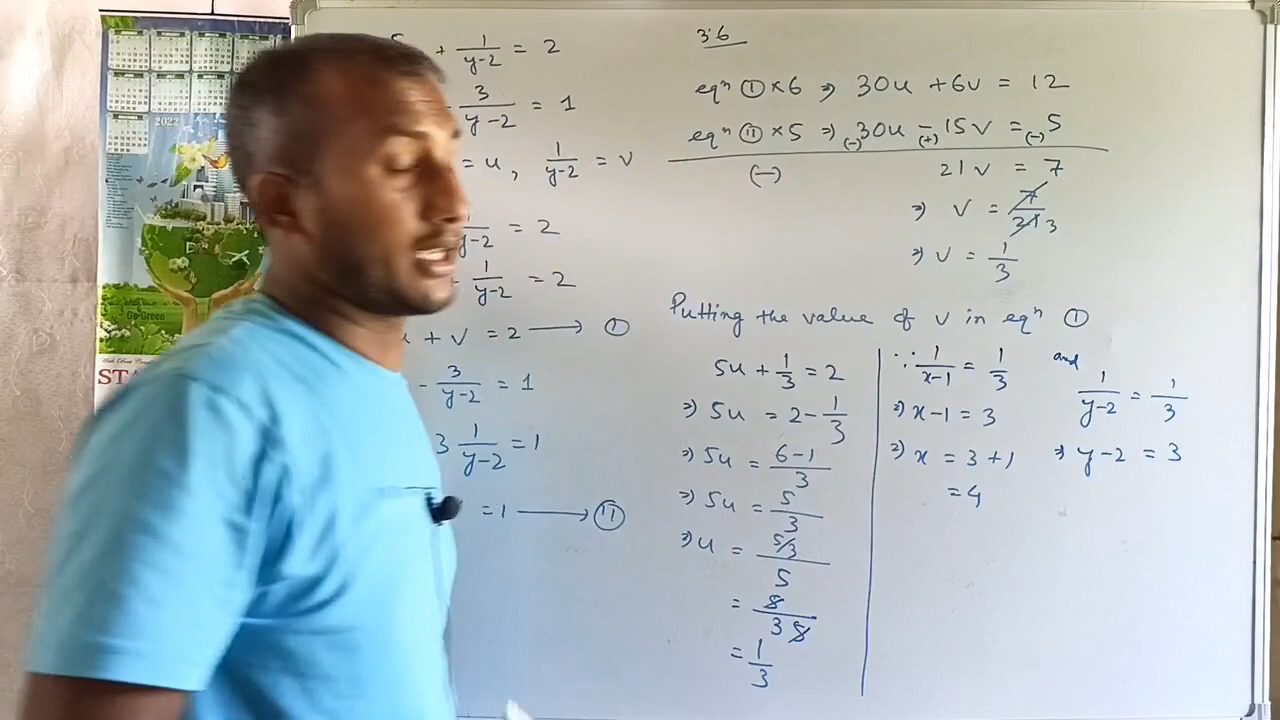 + 1/(y-2) = 2
3/(y-2) = 1
= u, 1/(y-2) = v
/(y-2) = 2
1/(y-2) = 2
+ v = 2 → (I)
- 3/(y-2) = 1
3 1/(y-2) = 1
= 1 → (II)
3.6
eqⁿ (I) × 6 ⇒ 30u + 6v = 12
eqⁿ (II) × 5 ⇒ 30u - 15v = 5
(-) (+) (-)
(-) 21v = 7
⇒ v = 7/21 3
⇒ v = 1/3
Putting the value of v in eqⁿ (I)
5u + 1/3 = 2
⇒ 5u = 2 - 1/3
⇒ 5u = (6-1)/3
⇒ 5u = 5/3
⇒ u = (5/3)/5
= 5/(3 5)
= 1/3
∵ 1/(x-1) = 1/3
⇒ x-1 = 3
⇒ x = 3+1
= 4
and
1/(y-2) = 1/3
⇒ y-2 = 3
2022
Go Green
STA